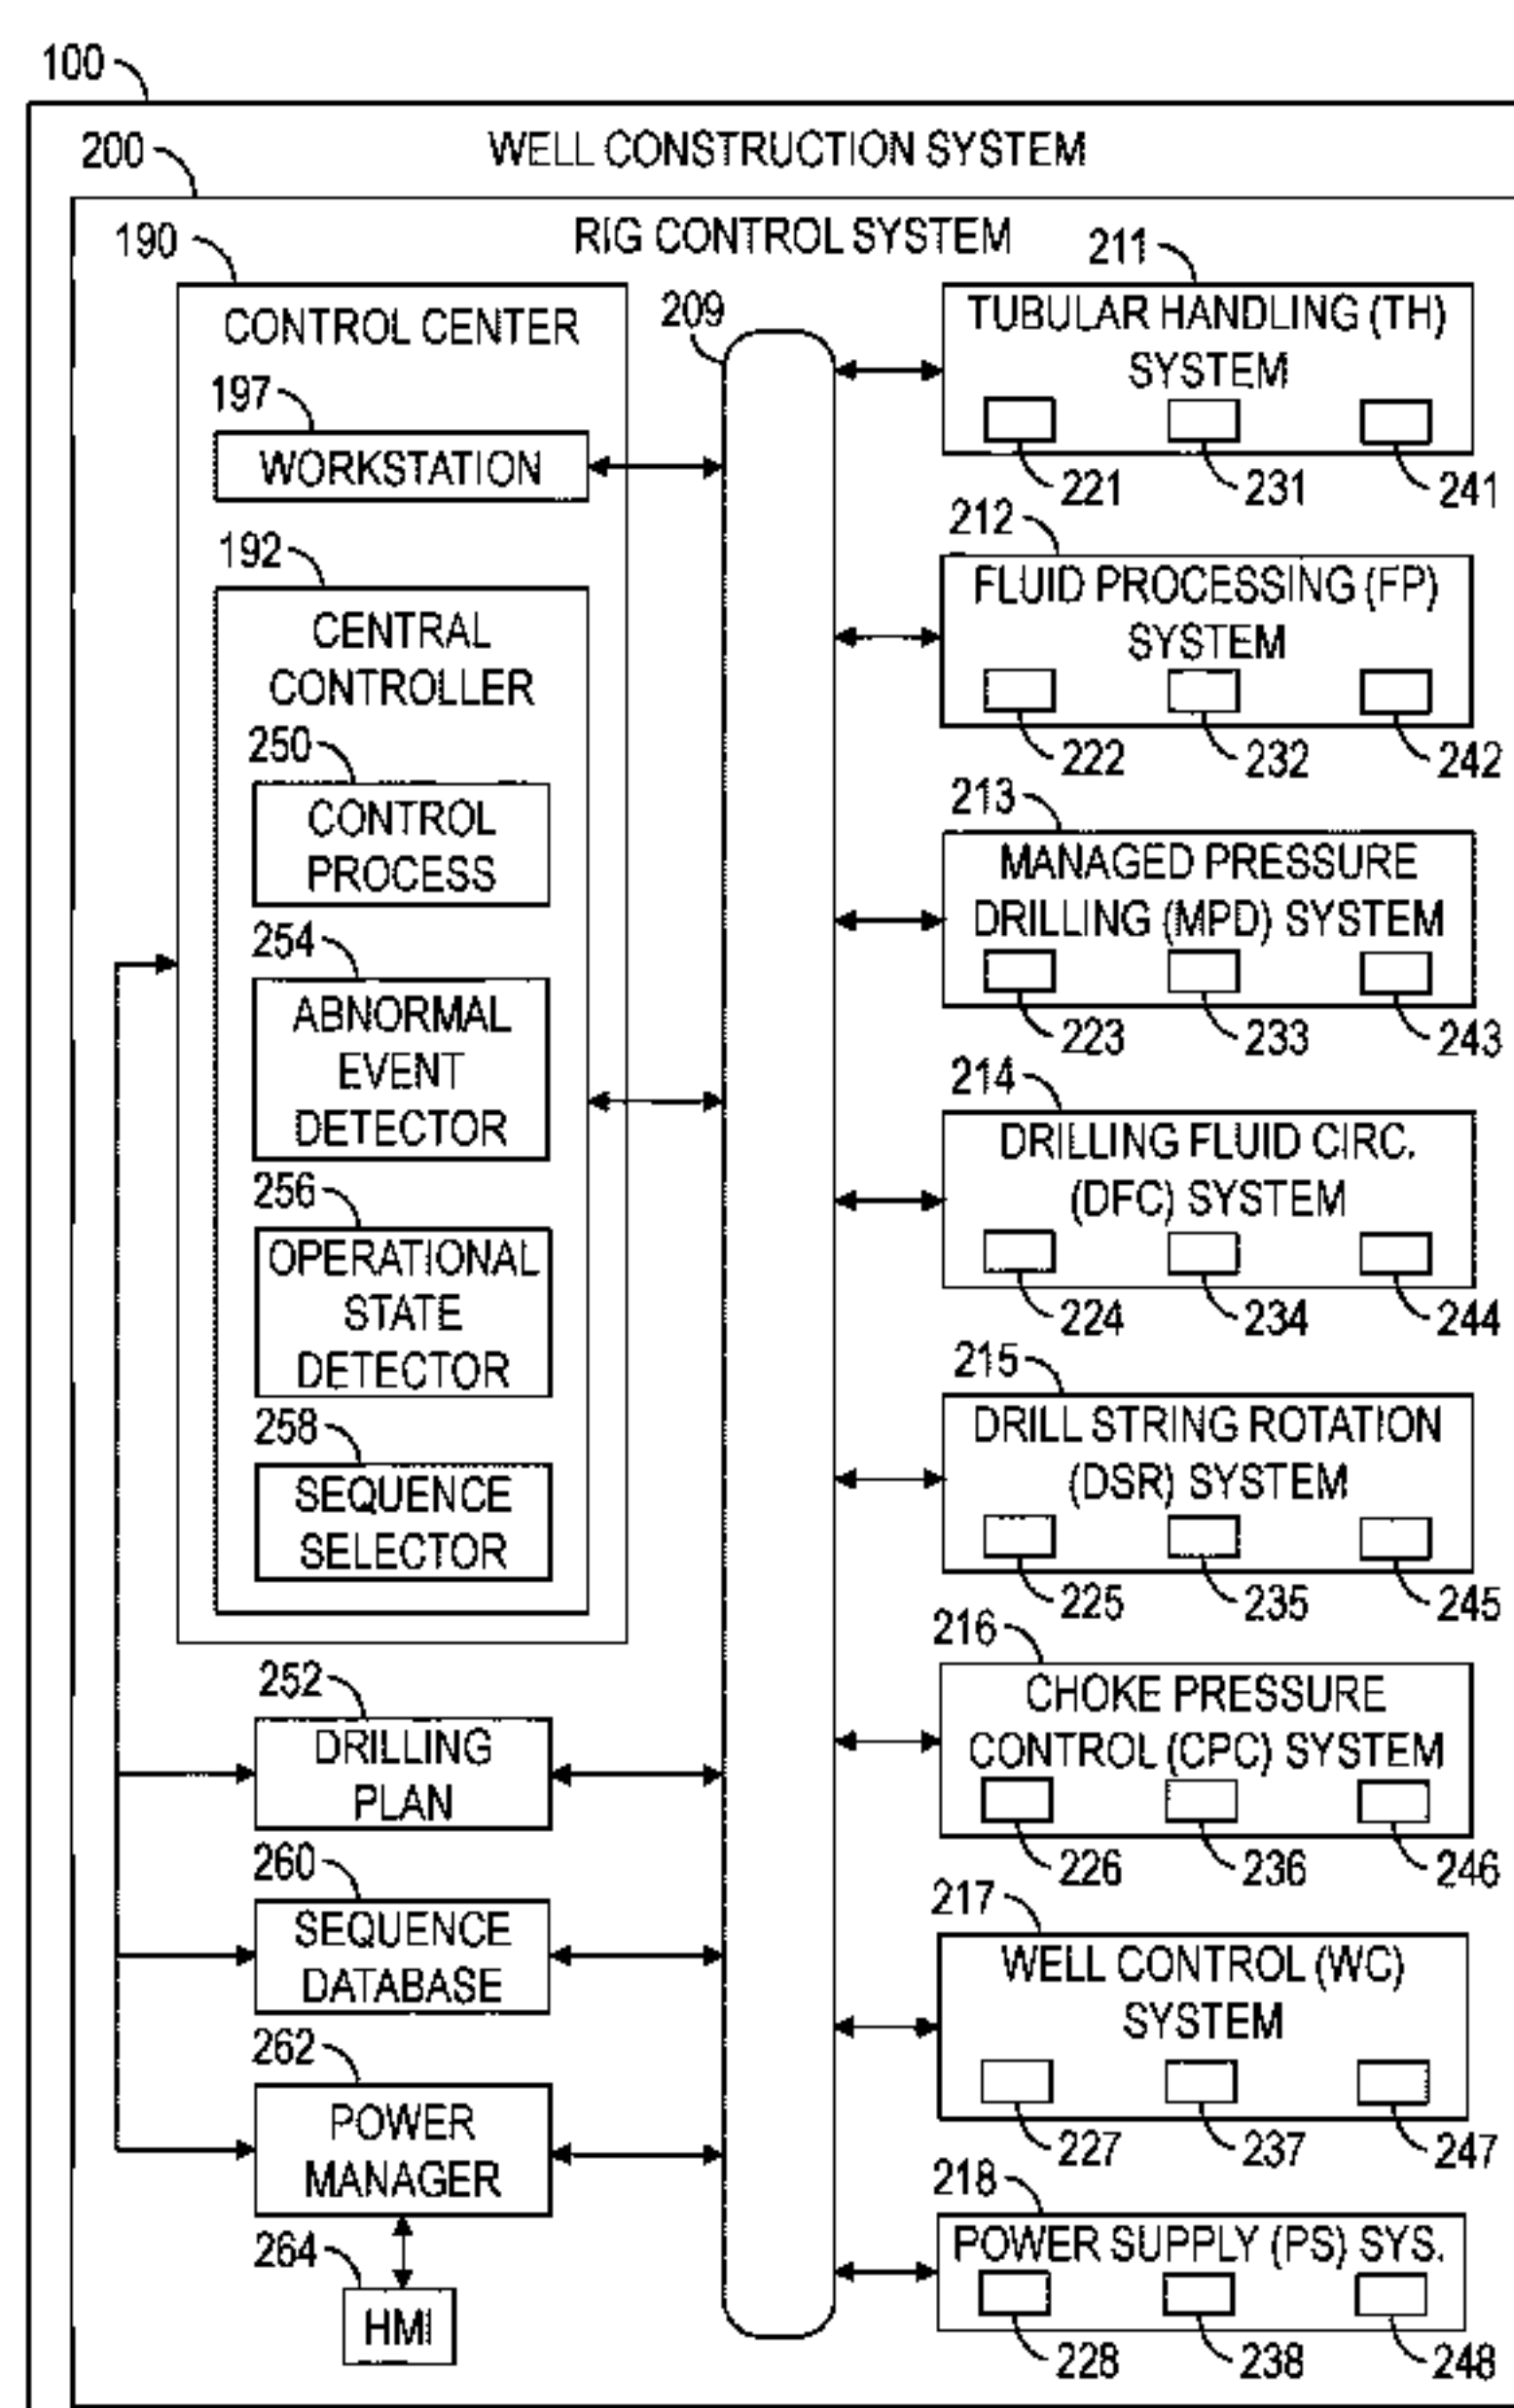 100
WELL CONSTRUCTION SYSTEM
200
RIG CONTROL SYSTEM
190
CONTROL CENTER
197
WORKSTATION
192
CENTRAL
CONTROLLER
250
CONTROL
PROCESS
254
ABNORMAL
EVENT
DETECTOR
256
OPERATIONAL
STATE
DETECTOR
258
SEQUENCE
SELECTOR
252
DRILLING
PLAN
260
SEQUENCE
DATABASE
262
POWER
MANAGER
264
HMI
209
211
TUBULAR HANDLING (TH)
SYSTEM
221 231 241
212
FLUID PROCESSING (FP)
SYSTEM
222 232 242
213
MANAGED PRESSURE
DRILLING (MPD) SYSTEM
223 233 243
214
DRILLING FLUID CIRC.
(DFC) SYSTEM
224 234 244
215
DRILL STRING ROTATION
(DSR) SYSTEM
225 235 245
216
CHOKE PRESSURE
CONTROL (CPC) SYSTEM
226 236 246
217
WELL CONTROL (WC)
SYSTEM
227 237 247
218
POWER SUPPLY (PS) SYS.
228 238 248